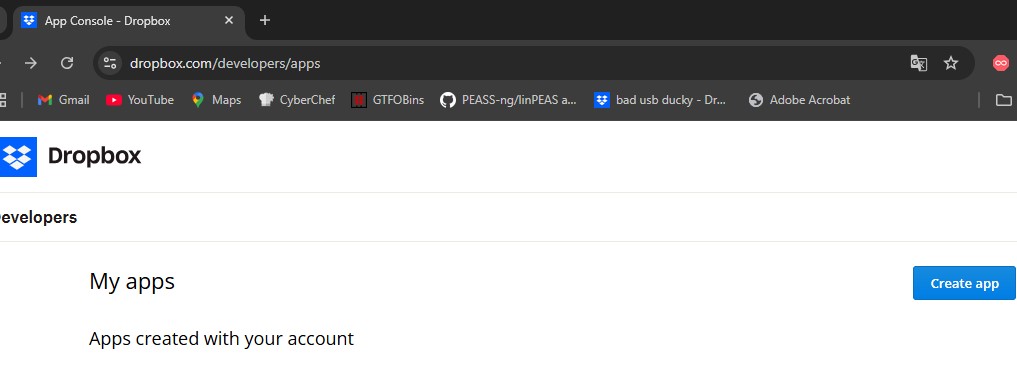 App Console - Dropbox
dropbox.com/developers/apps
Gmail YouTube Maps CyberChef GTFOBins PEASS-ng/linPEAS a... bad usb ducky - Dr... Adobe Acrobat
Dropbox
evelopers
My apps
Create app
Apps created with your account